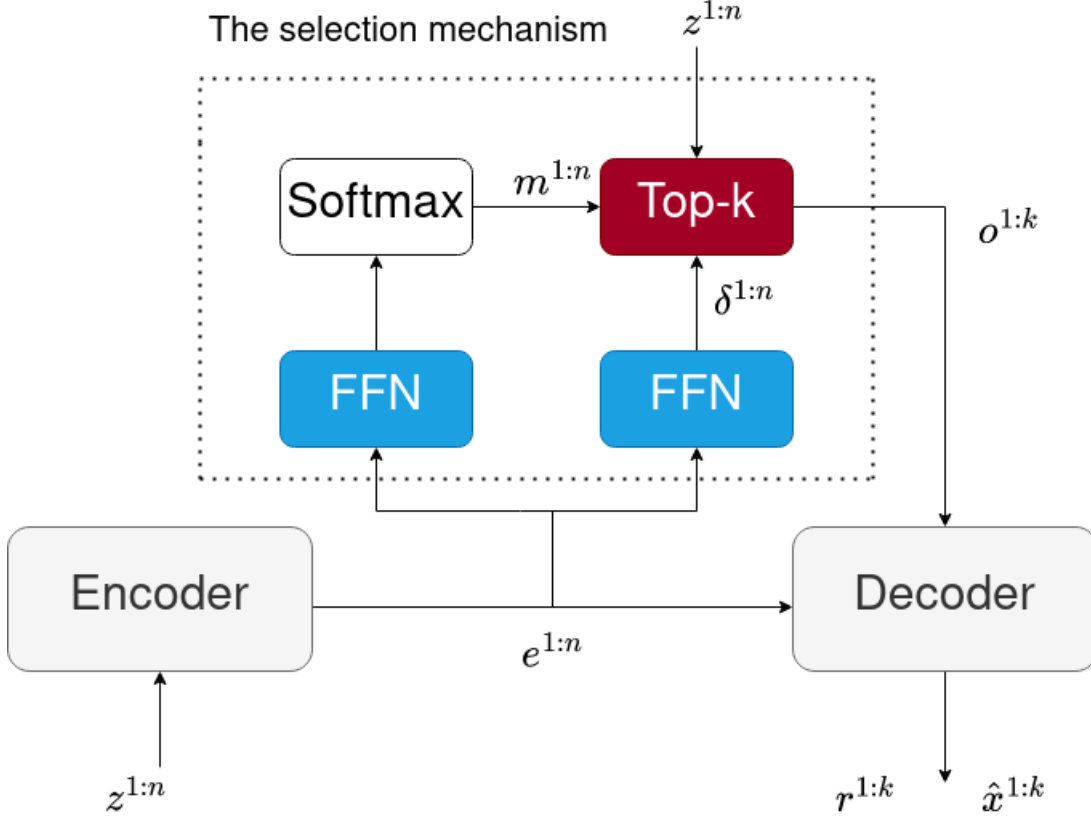 The selection mechanism
z^{1:n}
Softmax
m^{1:n}
Top-k
o^{1:k}
δ^{1:n}
FFN
FFN
Encoder
Decoder
e^{1:n}
z^{1:n}
r^{1:k} x̂^{1:k}